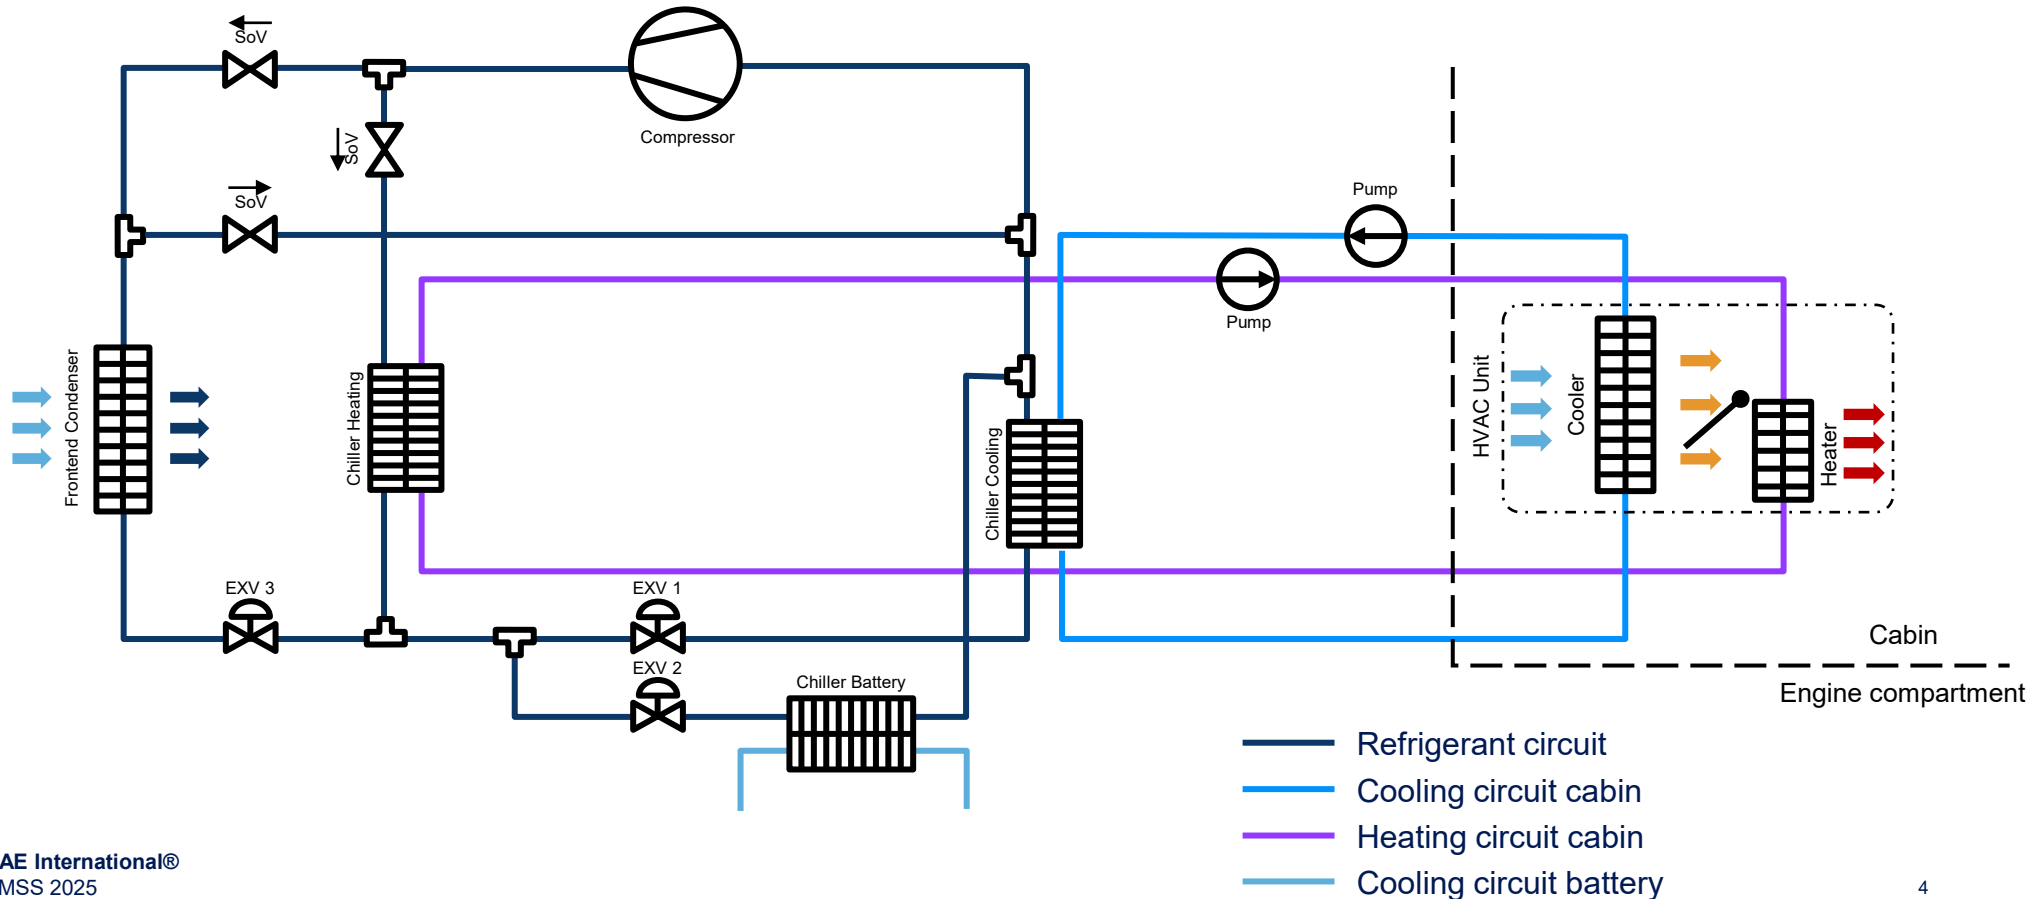 SoV
SoV
Compressor
SoV
Pump
Pump
Frontend Condenser
Chiller Heating
Chiller Cooling
HVAC Unit
Cooler
Heater
EXV 3
EXV 1
EXV 2
Chiller Battery
Cabin
Engine compartment
Refrigerant circuit
Cooling circuit cabin
Heating circuit cabin
Cooling circuit battery
AE International®
MSS 2025
4